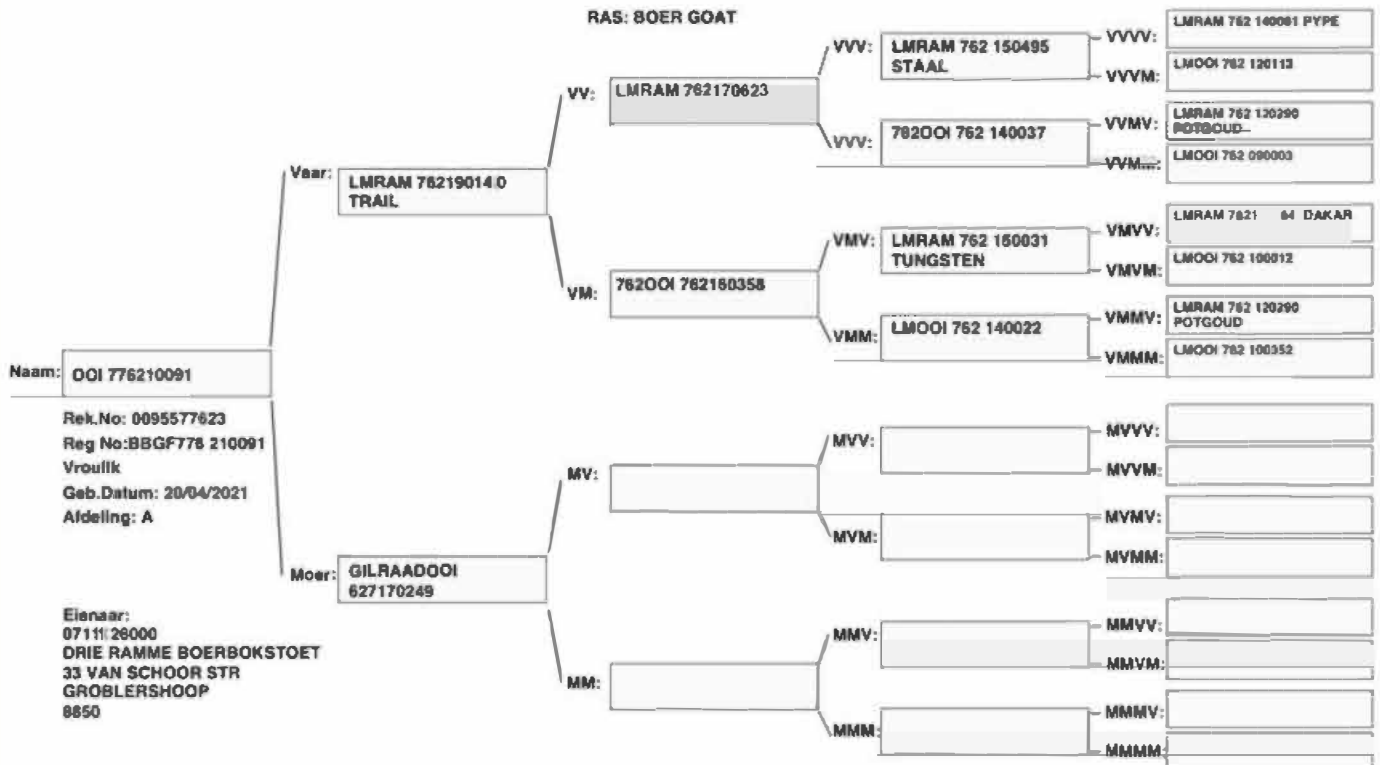 RAS: BOER GOAT
Naam: OOI 776210091
Rek.No: 0095577623
Reg No:BBGF776 210091
Vroulik
Geb.Datum: 20/04/2021
Afdeling: A
Eienaar:
DRIE RAMME BOERBOKSTOET
33 VAN SCHOOR STR
GROBLERSHOOP
8850
Vaar: LMRAM 762190140
TRAIL
Moer: GILRAADOOI
627170249
VV: LMRAM 762170623
VM: 762OOI 762160358
MV:
MM:
VVV: LMRAM 762 150495
STAAL
VVV: 762OOI 762 140037
VMV: LMRAM 762 150031
TUNGSTEN
VMM: LMOOI 762 140022
MVV:
MVM:
MMV:
MMM:
VVVV: LMRAM 762 140081 PYPE
VVVM: LMOOI 762 120113
VVMV: LMRAM 762 120290
POTGOUD
VVM...: LMOOI 762 090003
VMVV: LMRAM 7621 64 DAKAR
VMVM: LMOOI 762 100012
VMMV: LMRAM 762 120290
POTGOUD
VMMM: LMOOI 762 100352
MVVV:
MVVM:
MVMV:
MVMM:
MMVV:
MMVM:
MMMV:
MMMM: